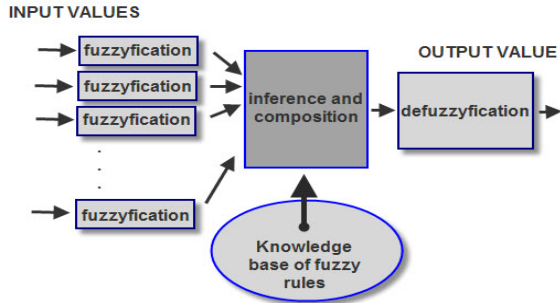 INPUT VALUES
fuzzyfication
fuzzyfication
fuzzyfication
fuzzyfication
inference and
composition
OUTPUT VALUE
defuzzyfication
Knowledge
base of fuzzy
rules